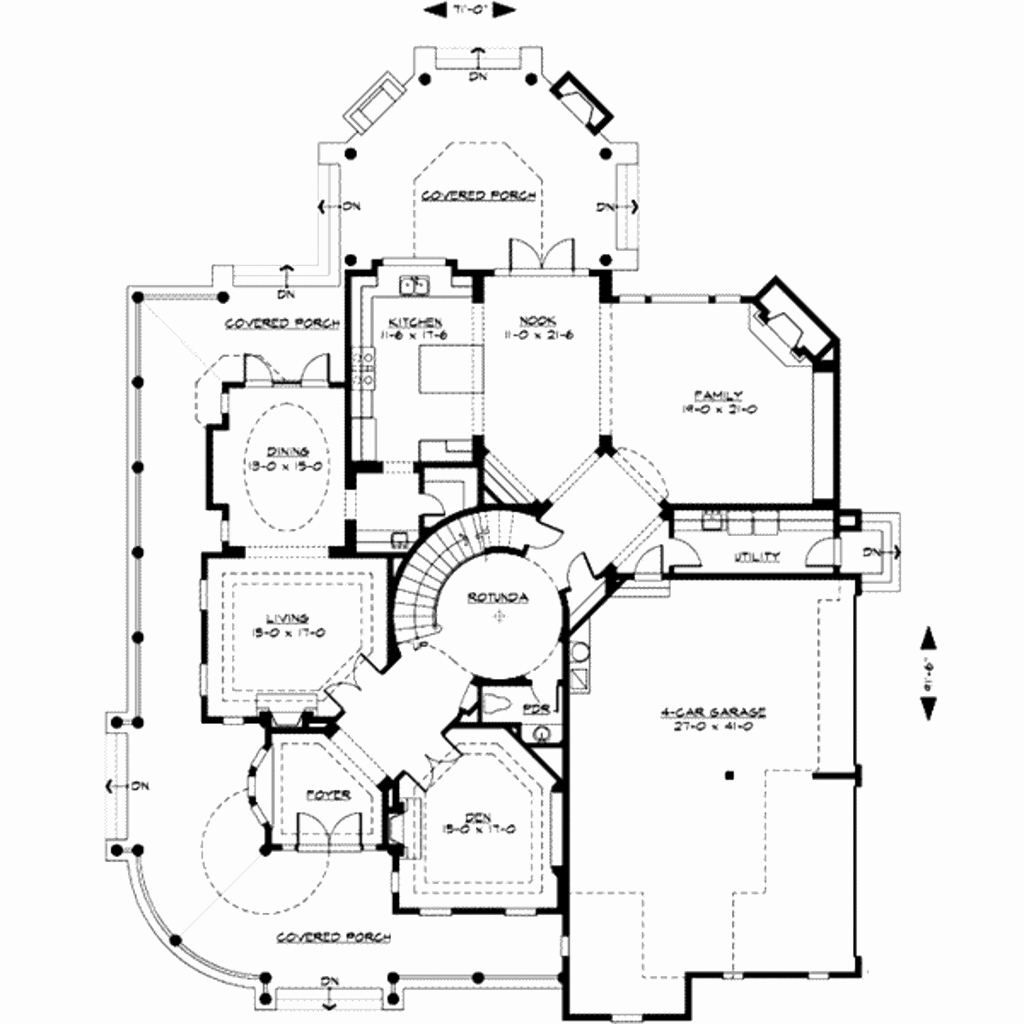 71'-0"
DN
COVERED PORCH
DN
DN
DN
COVERED PORCH
KITCHEN
11-6 x 17-6
NOOK
11-0 x 21-6
FAMILY
19-0 x 21-0
DINING
13-0 x 15-0
DN
UTILITY
ROTUNDA
LIVING
15-0 x 17-0
91'-6"
PDR
4-CAR GARAGE
27-0 x 41-0
DN
FOYER
DEN
15-0 x 17-0
COVERED PORCH
DN